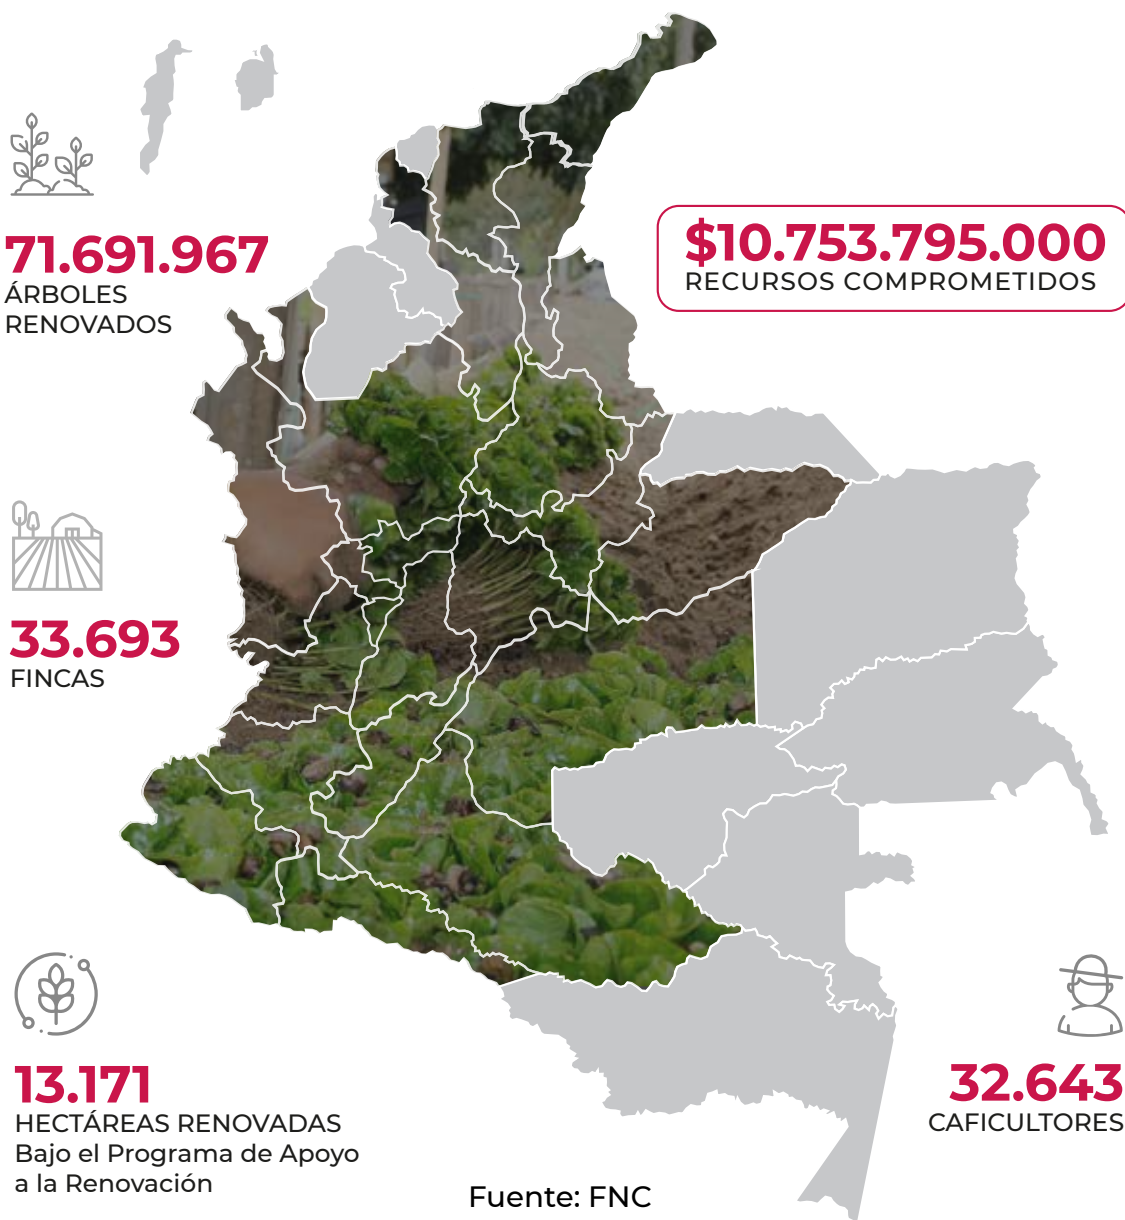 71.691.967
ÁRBOLES
RENOVADOS
$10.753.795.000
RECURSOS COMPROMETIDOS
33.693
FINCAS
13.171
HECTÁREAS RENOVADAS
Bajo el Programa de Apoyo
a la Renovación
32.643
CAFICULTORES
Fuente: FNC